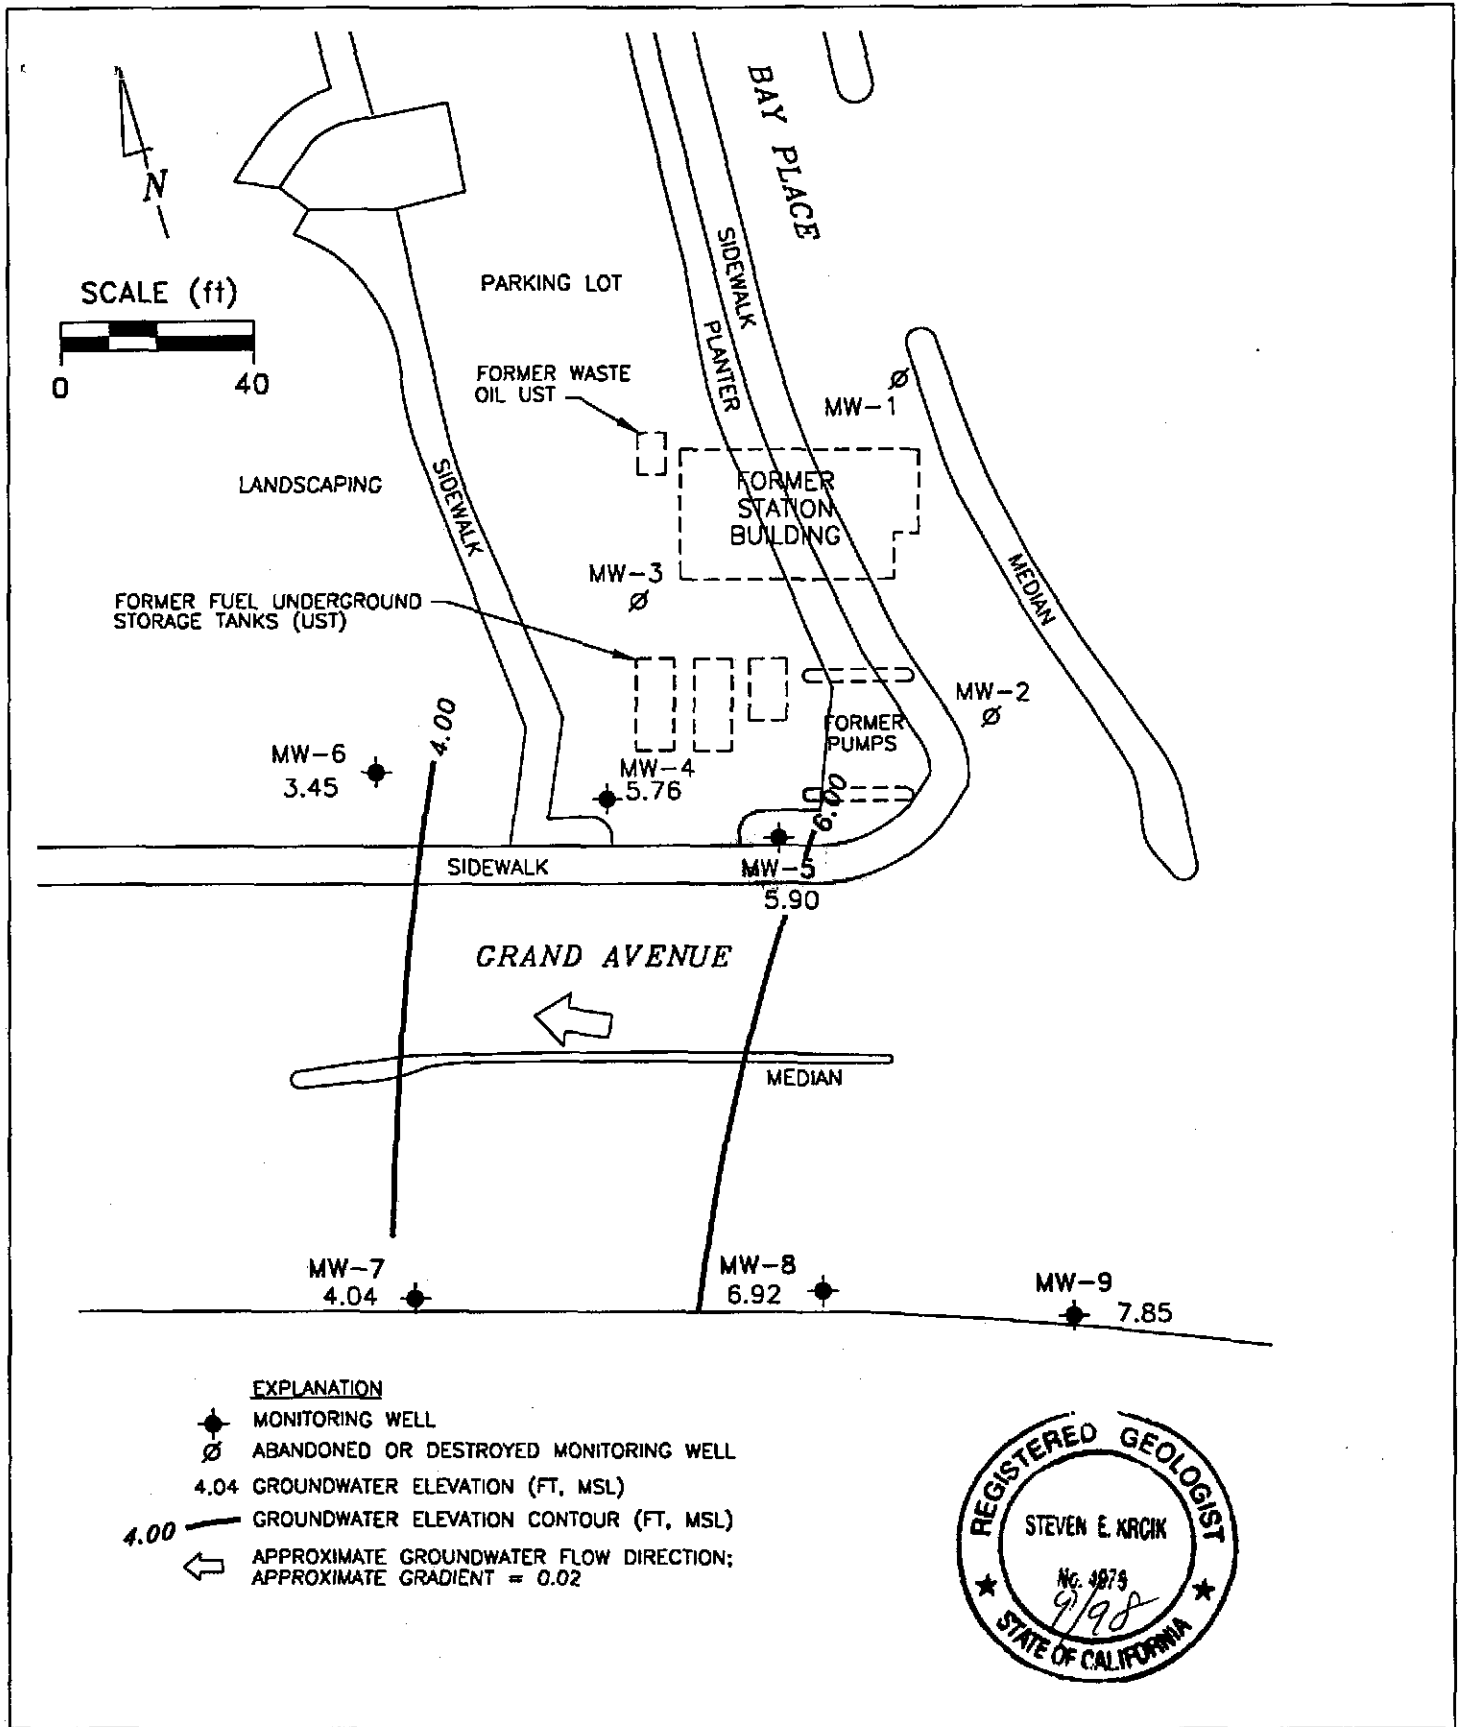 BAY PLACE
N
SCALE (ft)
0 40
PARKING LOT
SIDEWALK
PLANTER
FORMER WASTE
OIL UST
MW-1
LANDSCAPING
SIDEWALK
FORMER
STATION
BUILDING
MEDIAN
MW-3
FORMER FUEL UNDERGROUND
STORAGE TANKS (UST)
MW-2
4.00
FORMER
PUMPS
MW-6
3.45
MW-4
5.76
6.00
SIDEWALK
MW-5
5.90
GRAND AVENUE
MEDIAN
MW-7
4.04
MW-8
6.92
MW-9
7.85
EXPLANATION
MONITORING WELL
ABANDONED OR DESTROYED MONITORING WELL
4.04 GROUNDWATER ELEVATION (FT, MSL)
4.00 GROUNDWATER ELEVATION CONTOUR (FT, MSL)
APPROXIMATE GROUNDWATER FLOW DIRECTION;
APPROXIMATE GRADIENT = 0.02
REGISTERED GEOLOGIST
STEVEN E. KRCIK
No. 4976
9/98
STATE OF CALIFORNIA